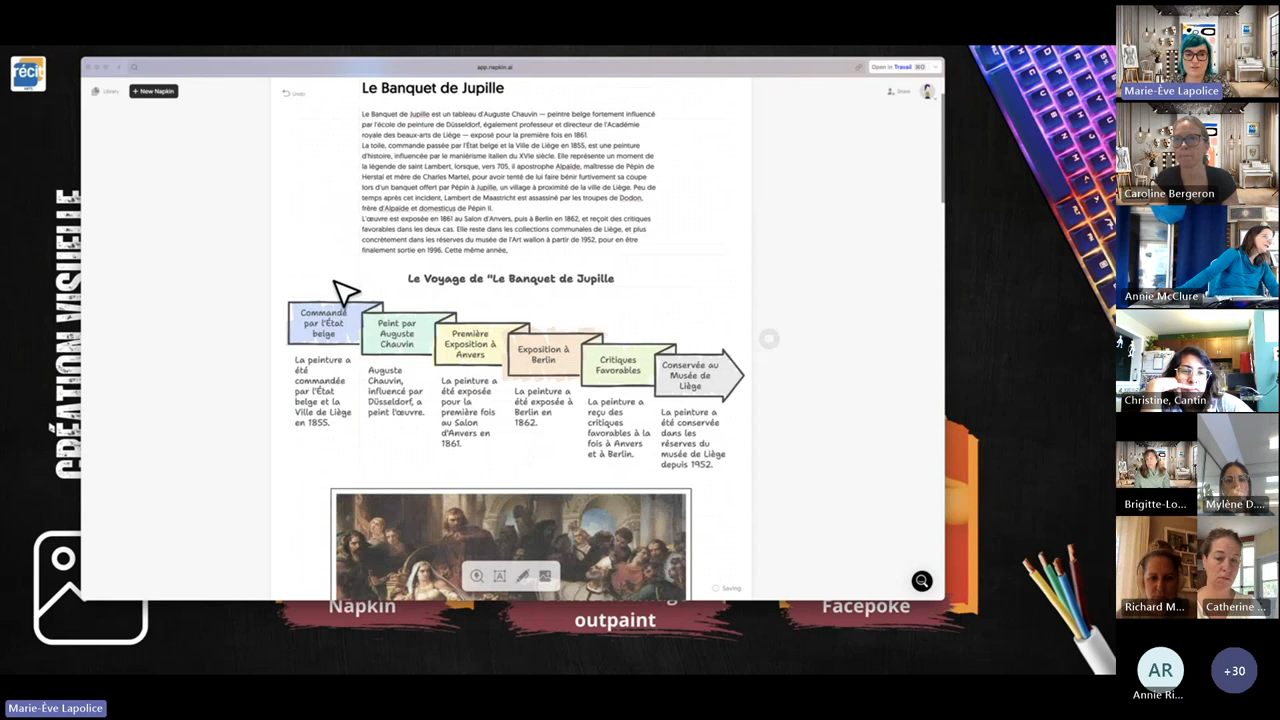 récit
CRÉATION VISUELLE
app.napkin.ai
Open in Travail ⌘O
Library
+ New Napkin
Undo
Share
Le Banquet de Jupille
Le Banquet de Jupille est un tableau d'Auguste Chauvin — peintre belge fortement influencé
par l'école de peinture de Düsseldorf, également professeur et directeur de l'Académie
royale des beaux-arts de Liège — exposé pour la première fois en 1861.
La toile, commande passée par l'État belge et la Ville de Liège en 1855, est une peinture
d'histoire, influencée par le maniérisme italien du XVIe siècle. Elle représente un moment de
la légende de saint Lambert, lorsque, vers 705, il apostrophe Alpaïde, maîtresse de Pépin de
Herstal et mère de Charles Martel, pour avoir tenté de lui faire bénir furtivement sa coupe
lors d'un banquet offert par Pépin à Jupille, un village à proximité de la ville de Liège. Peu de
temps après cet incident, Lambert de Maastricht est assassiné par les troupes de Dodon,
frère d'Alpaïde et domesticus de Pépin II.
L'œuvre est exposée en 1861 au Salon d'Anvers, puis à Berlin en 1862, et reçoit des critiques
favorables dans les deux cas. Elle reste dans les collections communales de Liège, et plus
concrètement dans les réserves du musée de l'Art wallon à partir de 1952, pour en être
finalement sortie en 1996. Cette même année,
Le Voyage de "Le Banquet de Jupille
Commande
par l'État
belge
Peint par
Auguste
Chauvin
Première
Exposition à
Anvers
Exposition à
Berlin
Critiques
Favorables
Conservée au
Musée de
Liège
La peinture a
été
commandée
par l'État
belge et la
Ville de Liège
en 1855.
Auguste
Chauvin,
influencé par
Düsseldorf, a
peint l'œuvre.
La peinture a
été exposée
pour la
première fois
au Salon
d'Anvers en
1861.
La peinture a
été exposée à
Berlin en
1862.
La peinture a
reçu des
critiques
favorables à la
fois à Anvers
et à Berlin.
La peinture a
été conservée
dans les
réserves du
musée de Liège
depuis 1952.
Saving
Napkin
outpaint
Facepoke
Marie-Ève Lapolice
Marie-Ève Lapolice
Caroline Bergeron
Annie McClure
Christine, Cantin
Brigitte-Lo...
Mylène D....
Richard M...
Catherine ...
AR
Annie Ri...
+30